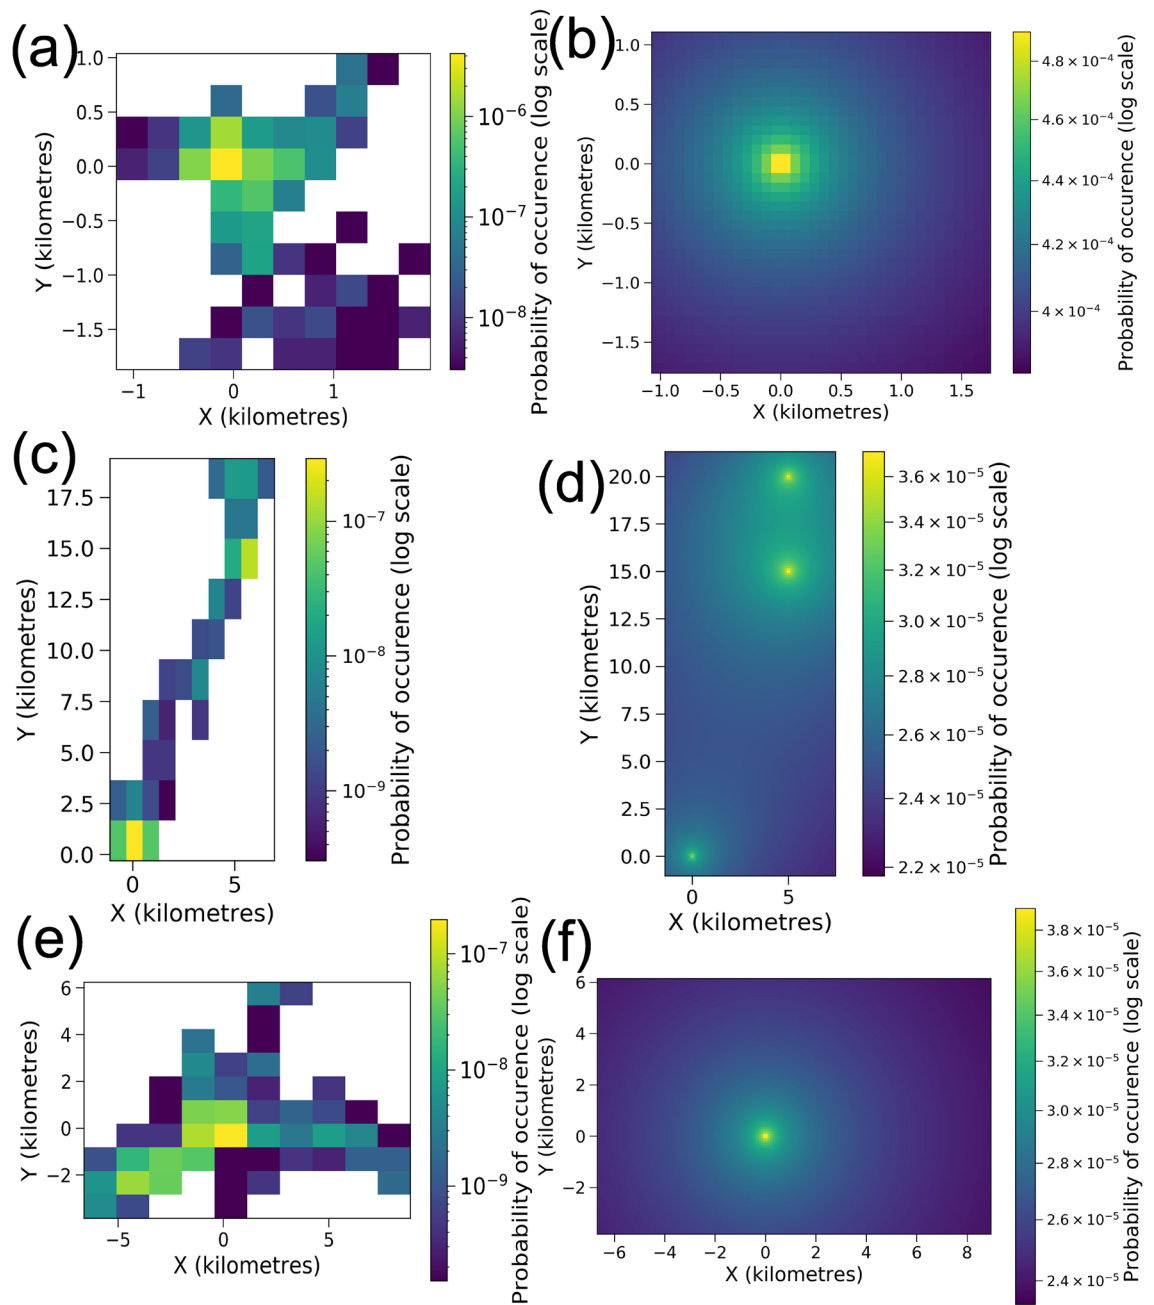 (a)
1.0
0.5
0.0
−0.5
−1.0
−1.5
Y (kilometres)
−1
0
1
X (kilometres)
10⁻⁶
10⁻⁷
10⁻⁸
Probability of occurence (log scale)
(b)
1.0
0.5
0.0
−0.5
−1.0
−1.5
Y (kilometres)
−1.0
−0.5
0.0
0.5
1.0
1.5
X (kilometres)
4.8 × 10⁻⁴
4.6 × 10⁻⁴
4.4 × 10⁻⁴
4.2 × 10⁻⁴
4 × 10⁻⁴
Probability of occurence (log scale)
(c)
17.5
15.0
12.5
10.0
7.5
5.0
2.5
0.0
Y (kilometres)
0
5
X (kilometres)
10⁻⁷
10⁻⁸
10⁻⁹
Probability of occurence (log scale)
(d)
20.0
17.5
15.0
12.5
10.0
7.5
5.0
2.5
0.0
Y (kilometres)
0
5
X (kilometres)
3.6 × 10⁻⁵
3.4 × 10⁻⁵
3.2 × 10⁻⁵
3.0 × 10⁻⁵
2.8 × 10⁻⁵
2.6 × 10⁻⁵
2.4 × 10⁻⁵
2.2 × 10⁻⁵
Probability of occurence (log scale)
(e)
6
4
2
0
−2
Y (kilometres)
−5
0
5
X (kilometres)
10⁻⁷
10⁻⁸
10⁻⁹
Probability of occurence (log scale)
(f)
6
4
2
0
−2
Y (kilometres)
−6
−4
−2
0
2
4
6
8
X (kilometres)
3.8 × 10⁻⁵
3.6 × 10⁻⁵
3.4 × 10⁻⁵
3.2 × 10⁻⁵
3.0 × 10⁻⁵
2.8 × 10⁻⁵
2.6 × 10⁻⁵
2.4 × 10⁻⁵
Probability of occurence (log scale)